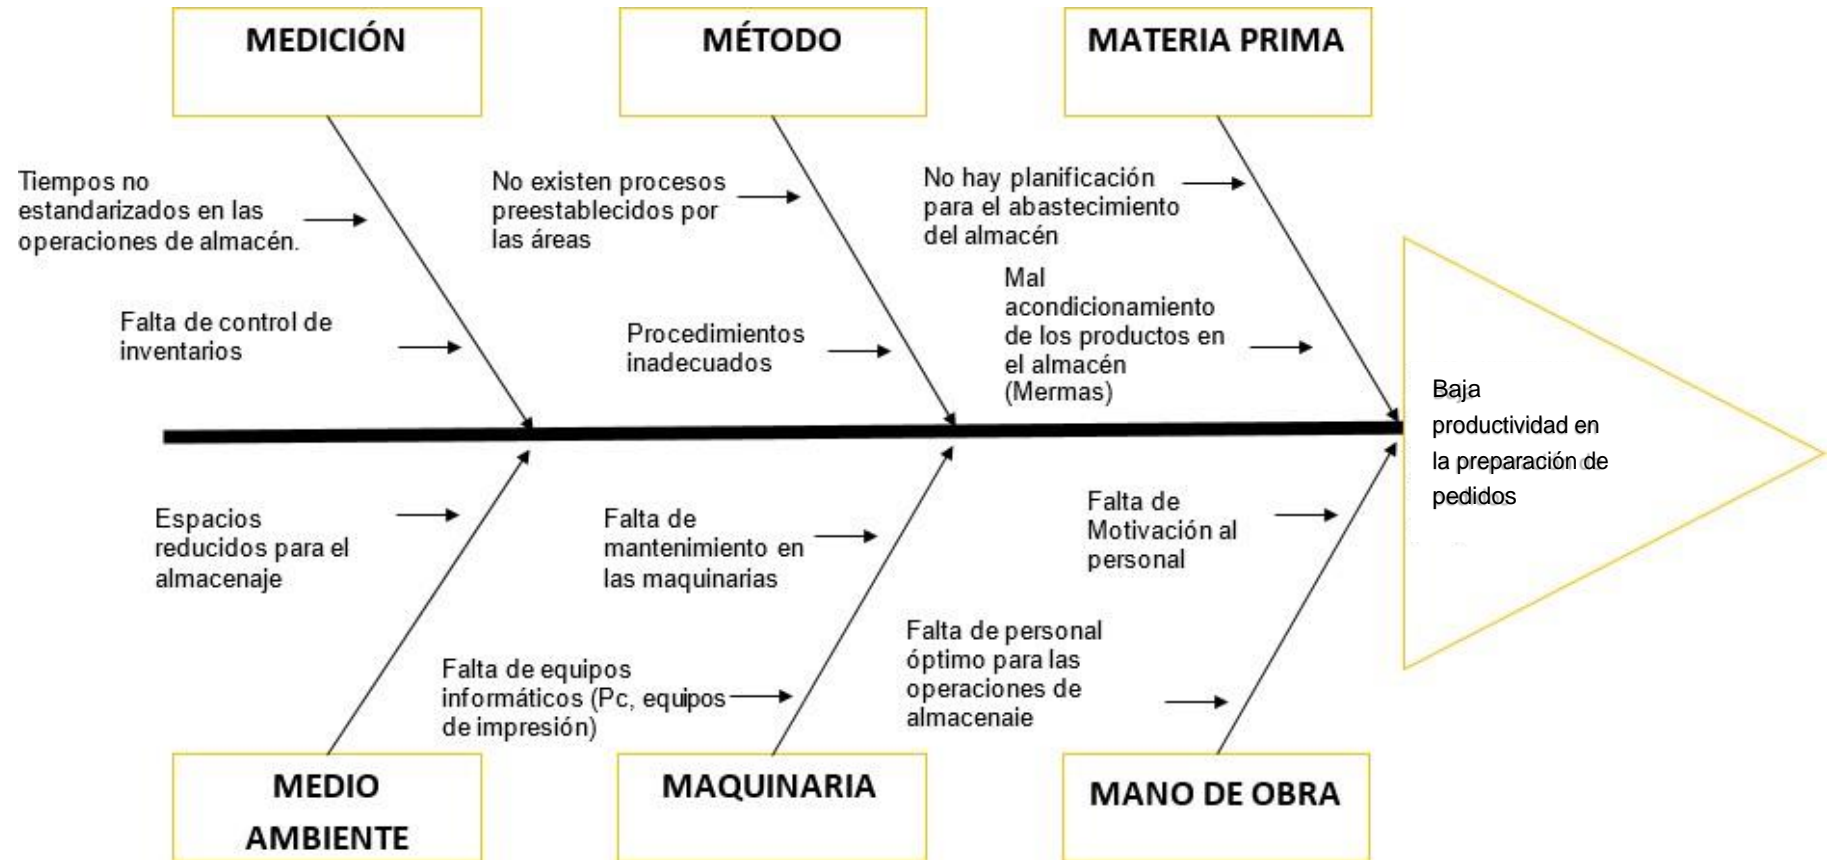 MEDICIÓN
MÉTODO
MATERIA PRIMA
Tiempos no
estandarizados en las
operaciones de almacén.
No existen procesos
preestablecidos por
las áreas
No hay planificación
para el abastecimiento
del almacén
Falta de control de
inventarios
Procedimientos
inadecuados
Mal
acondicionamiento
de los productos en
el almacén
(Mermas)
Baja
productividad en
la preparación de
pedidos
Espacios
reducidos para el
almacenaje
Falta de
mantenimiento en
las maquinarias
Falta de
Motivación al
personal
Falta de equipos
informáticos (Pc, equipos
de impresión)
Falta de personal
óptimo para las
operaciones de
almacenaie
MEDIO
AMBIENTE
MAQUINARIA
MANO DE OBRA